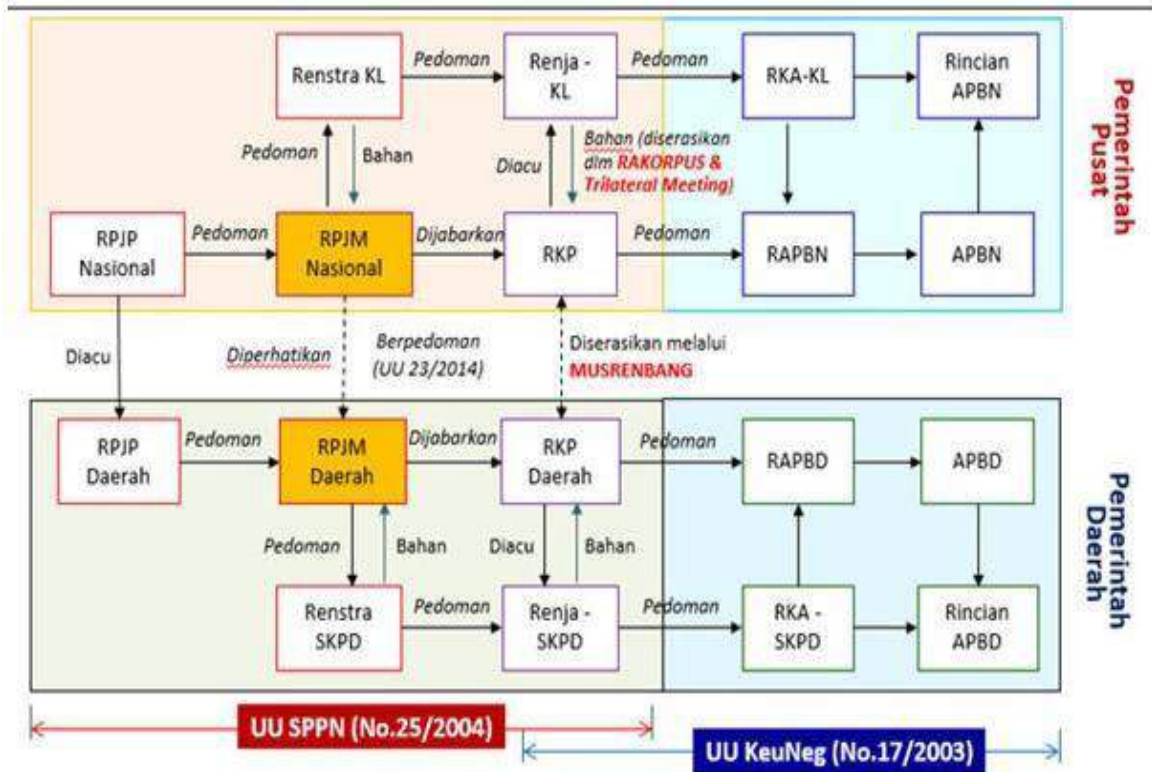 Pedoman
Pedoman
Renstra KL
Renja -
KL
RKA-KL
Rincian
APBN
Pemerintah
Pusat
Pedoman
Bahan
Diacu
Bahan (diserasikan
dlm RAKORPUS &
Trilateral Meeting)
RPJP
Nasional
Pedoman
RPJM
Nasional
Dijabarkan
RKP
Pedoman
RAPBN
APBN
Diacu
Diperhatikan
Berpedoman
(UU 23/2014)
Diserasikan melalui
MUSRENBANG
RPJP
Daerah
Pedoman
RPJM
Daerah
Dijabarkan
RKP
Daerah
Pedoman
RAPBD
APBD
Pemerintah
Daerah
Pedoman
Bahan
Diacu
Bahan
Renstra
SKPD
Pedoman
Renja -
SKPD
Pedoman
RKA -
SKPD
Rincian
APBD
UU SPPN (No.25/2004)
UU KeuNeg (No.17/2003)